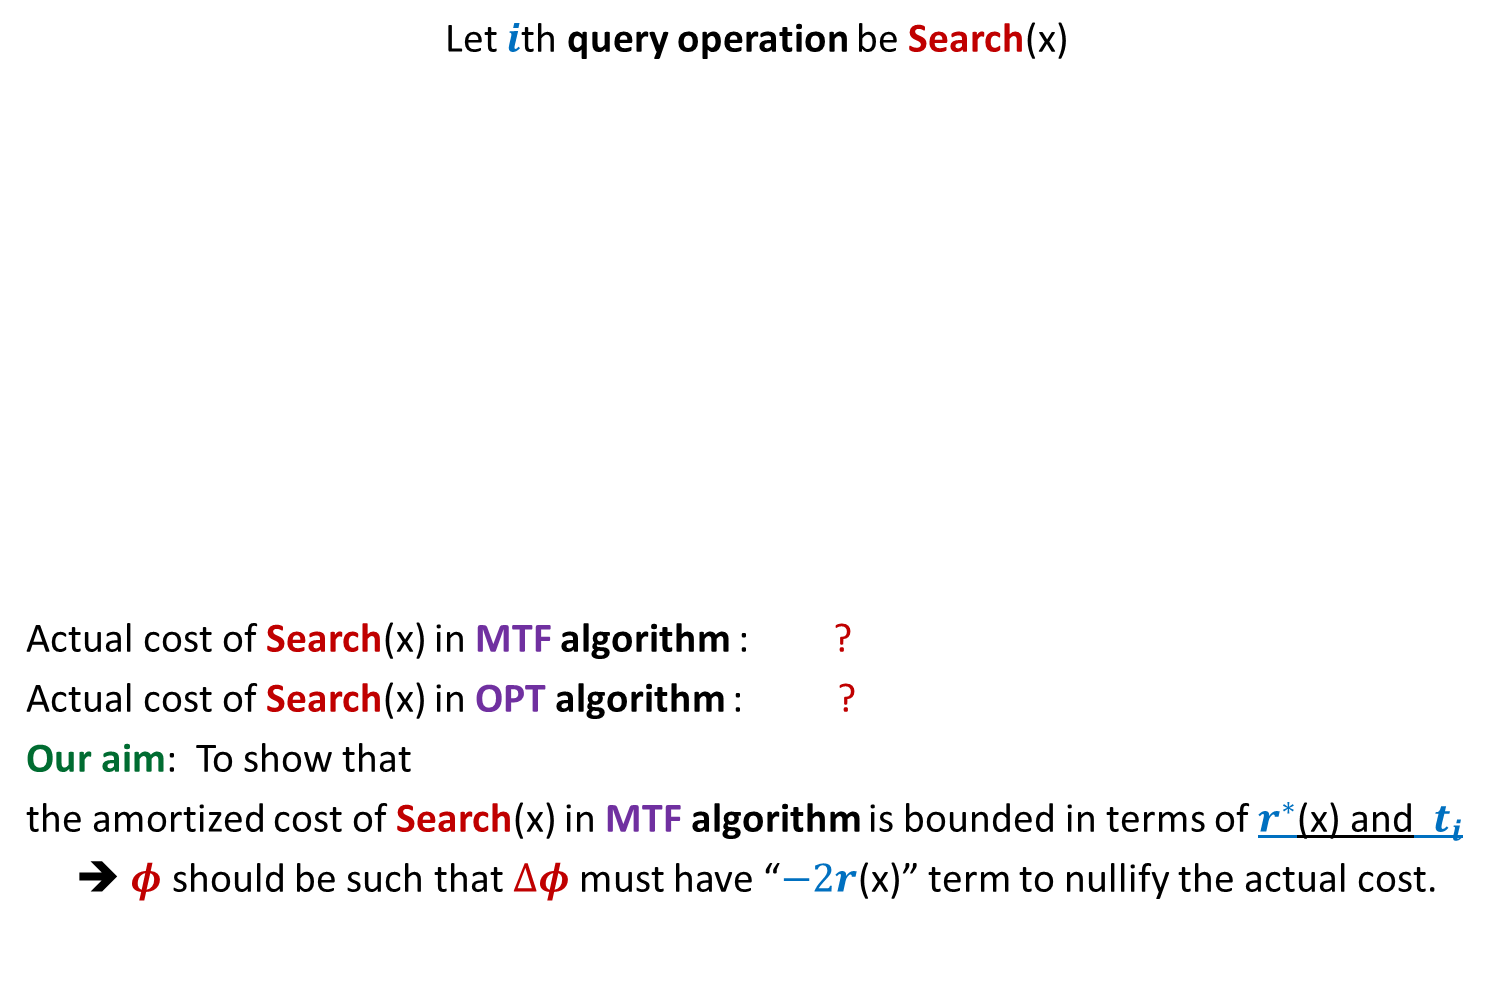 Let ith query operation be Search(x)
Actual cost of Search(x) in MTF algorithm : ?
Actual cost of Search(x) in OPT algorithm : ?
Our aim: To show that
the amortized cost of Search(x) in MTF algorithm is bounded in terms of r*(x) and t_i
➔ ϕ should be such that Δϕ must have “−2r(x)” term to nullify the actual cost.